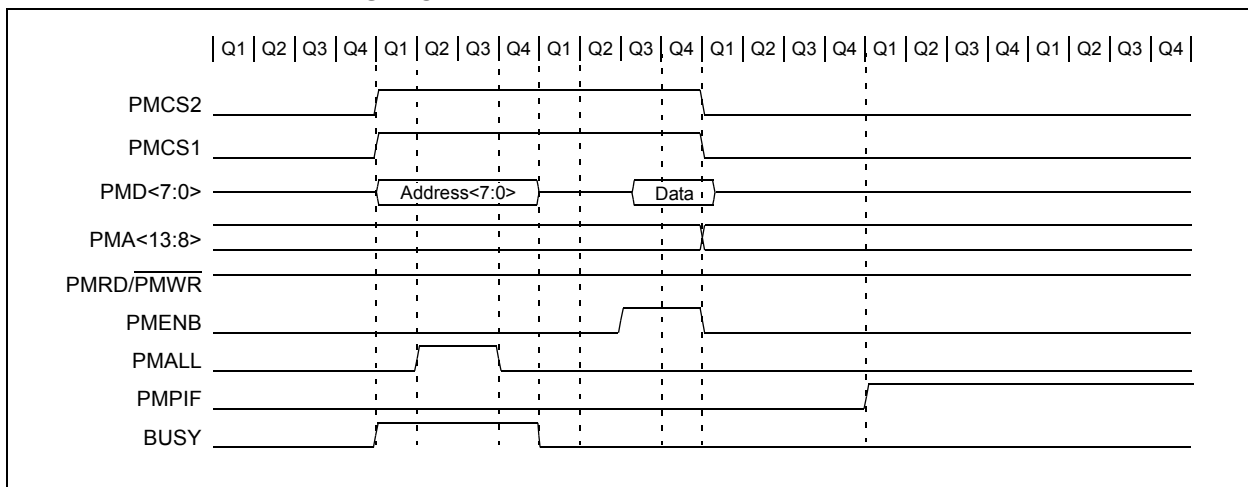 Q1 Q2 Q3 Q4 Q1 Q2 Q3 Q4 Q1 Q2 Q3 Q4 Q1 Q2 Q3 Q4 Q1 Q2 Q3 Q4 Q1 Q2 Q3 Q4
PMCS2
PMCS1
PMD<7:0> Address<7:0> Data
PMA<13:8>
PMRD/PMWR
PMENB
PMALL
PMPIF
BUSY